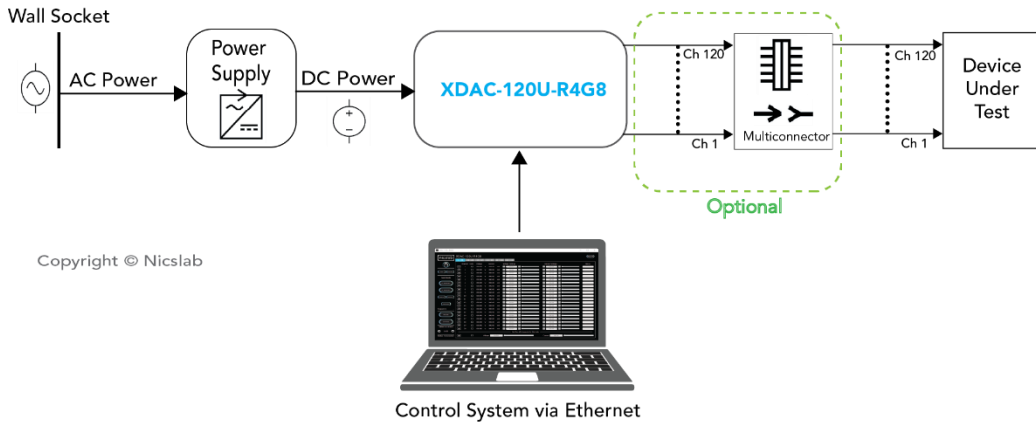 Wall Socket
AC Power
Power
Supply
DC Power
XDAC-120U-R4G8
Ch 120
Ch 1
Multiconnector
Optional
Ch 120
Ch 1
Device
Under
Test
Copyright © Nicslab
Control System via Ethernet